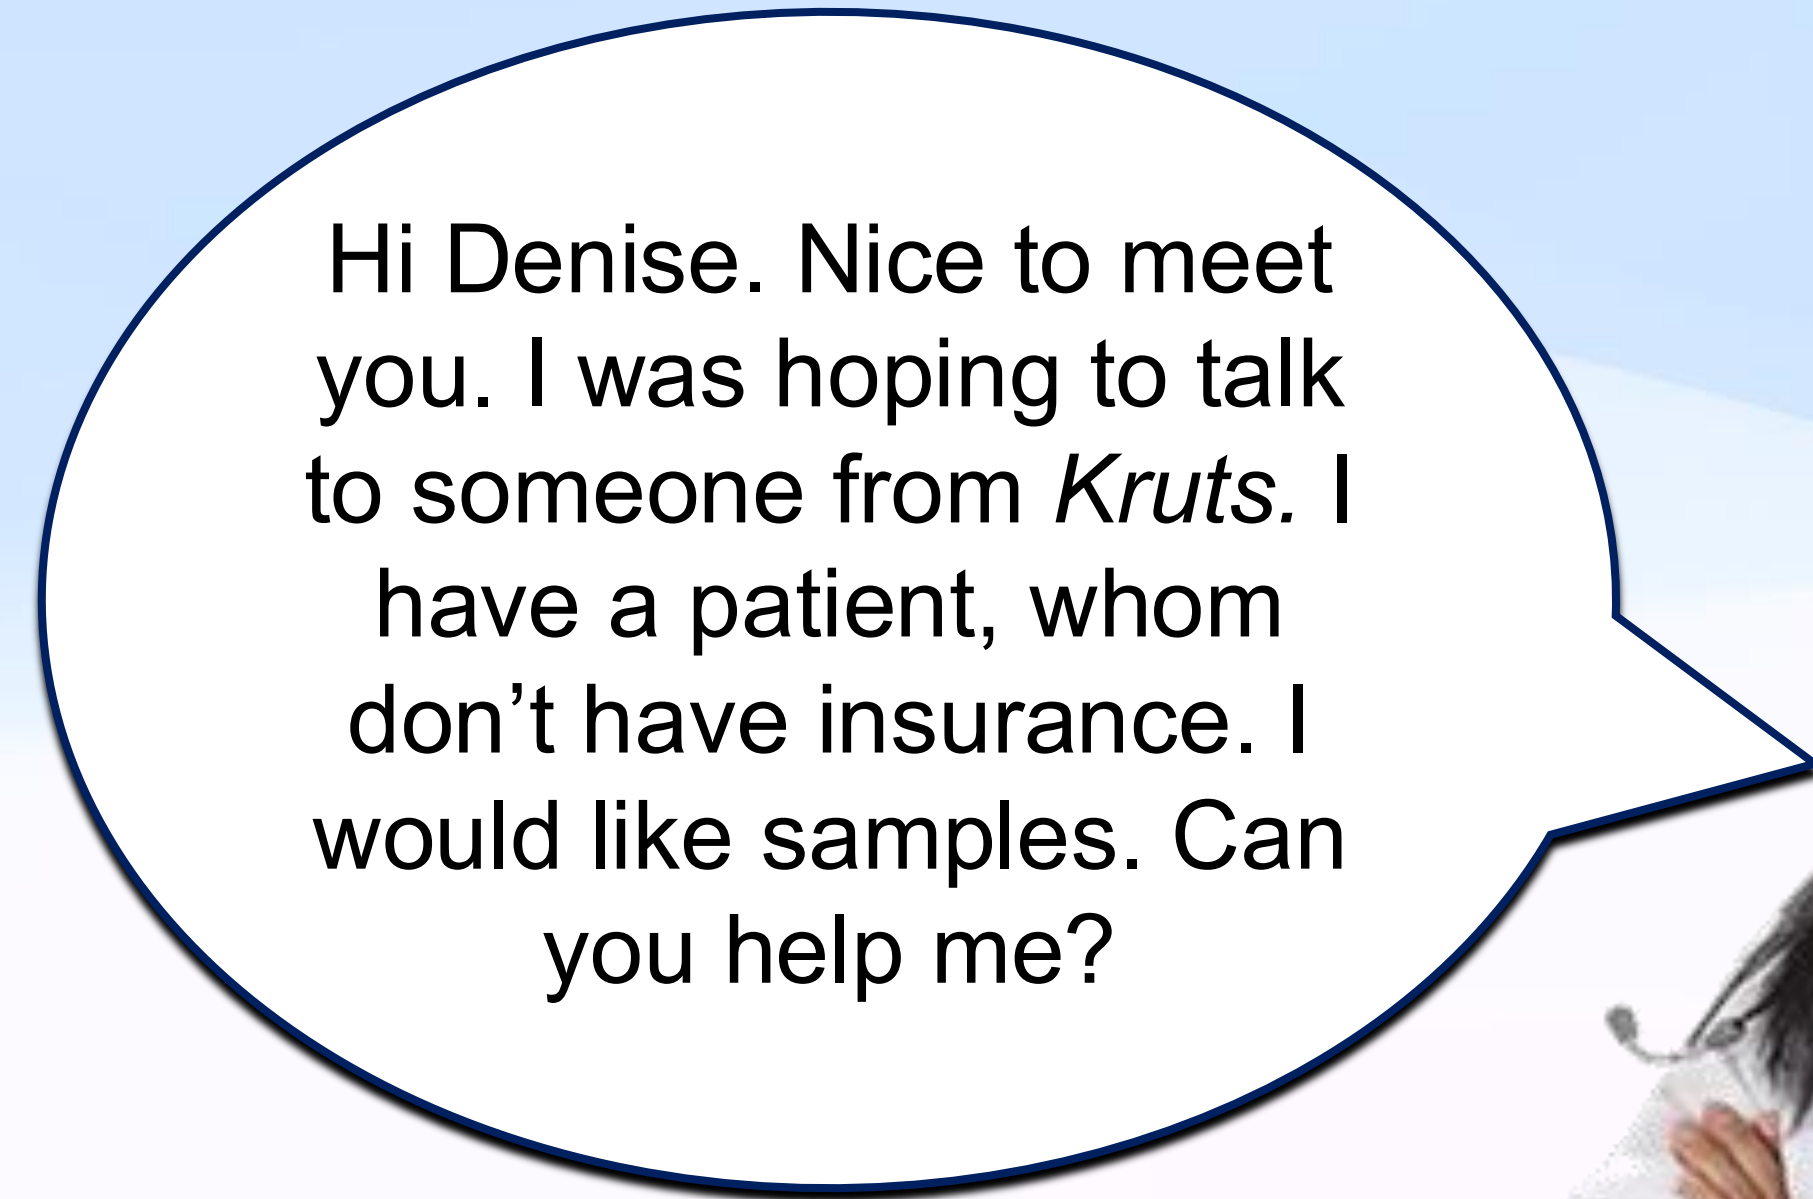 Hi Denise. Nice to meet
you. I was hoping to talk
to someone from Kruts. I
have a patient, whom
don’t have insurance. I
would like samples. Can
you help me?